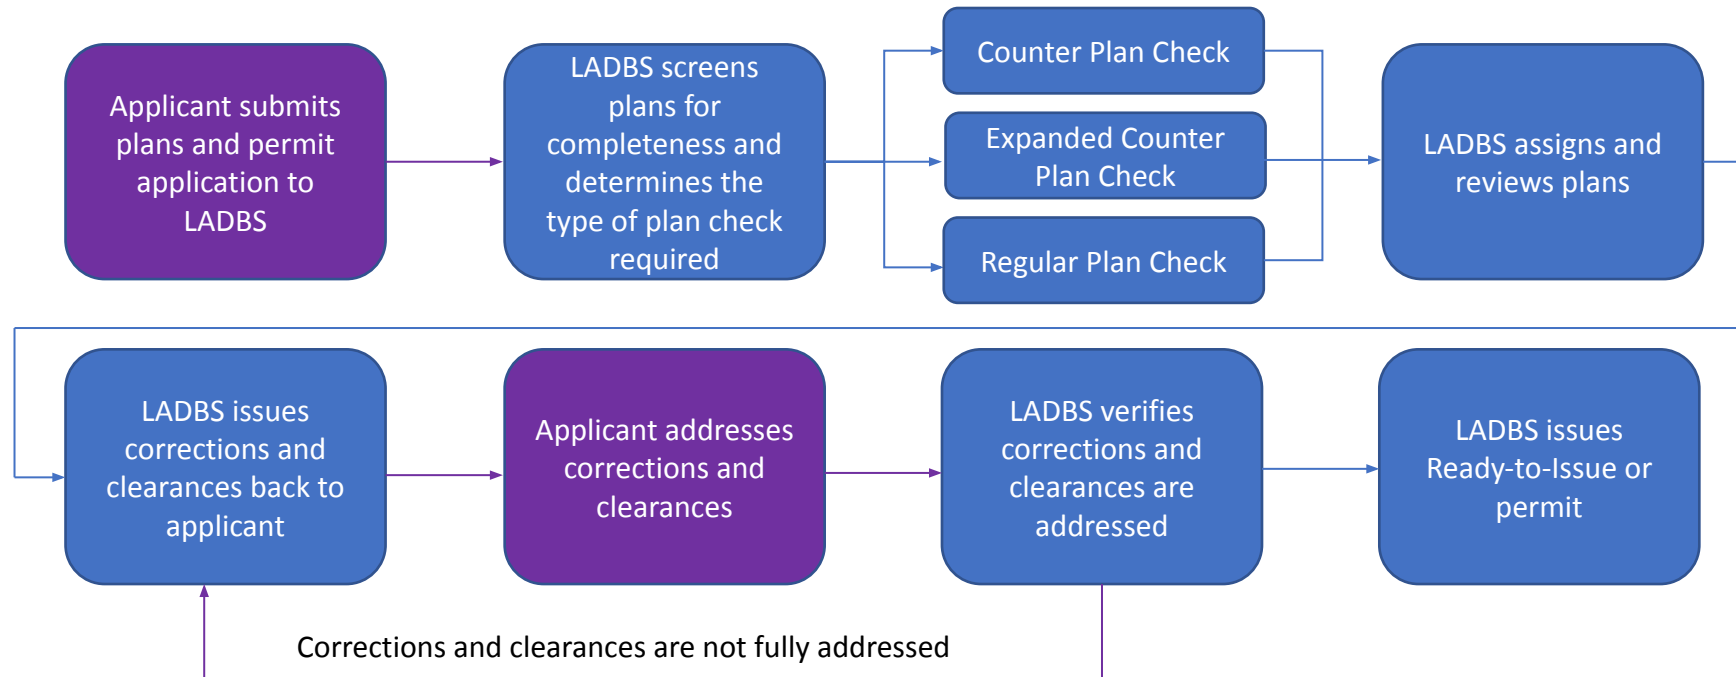 Applicant submits
plans and permit
application to
LADBS
LADBS screens
plans for
completeness and
determines the
type of plan check
required
Counter Plan Check
Expanded Counter
Plan Check
Regular Plan Check
LADBS assigns and
reviews plans
LADBS issues
corrections and
clearances back to
applicant
Applicant addresses
corrections and
clearances
LADBS verifies
corrections and
clearances are
addressed
LADBS issues
Ready-to-Issue or
permit
Corrections and clearances are not fully addressed